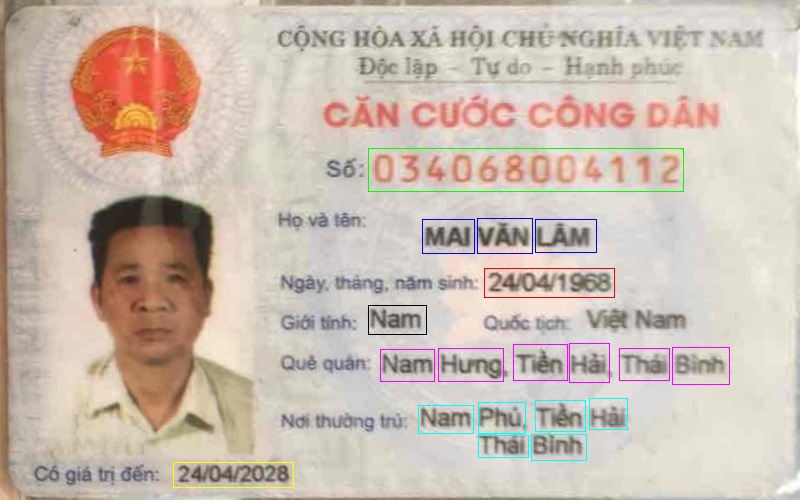 CỘNG HÒA XÃ HỘI CHỦ NGHĨA VIỆT NAM
Độc lập - Tự do - Hạnh phúc
CĂN CƯỚC CÔNG DÂN
Số: 034068004112
Họ và tên: MAI VĂN LÂM
Ngày, tháng, năm sinh: 24/04/1968
Giới tính: Nam Quốc tịch: Việt Nam
Quê quán: Nam Hưng, Tiền Hải, Thái Bình
Nơi thường trú: Nam Phú, Tiền Hải
Thái Bình
Có giá trị đến: 24/04/2028